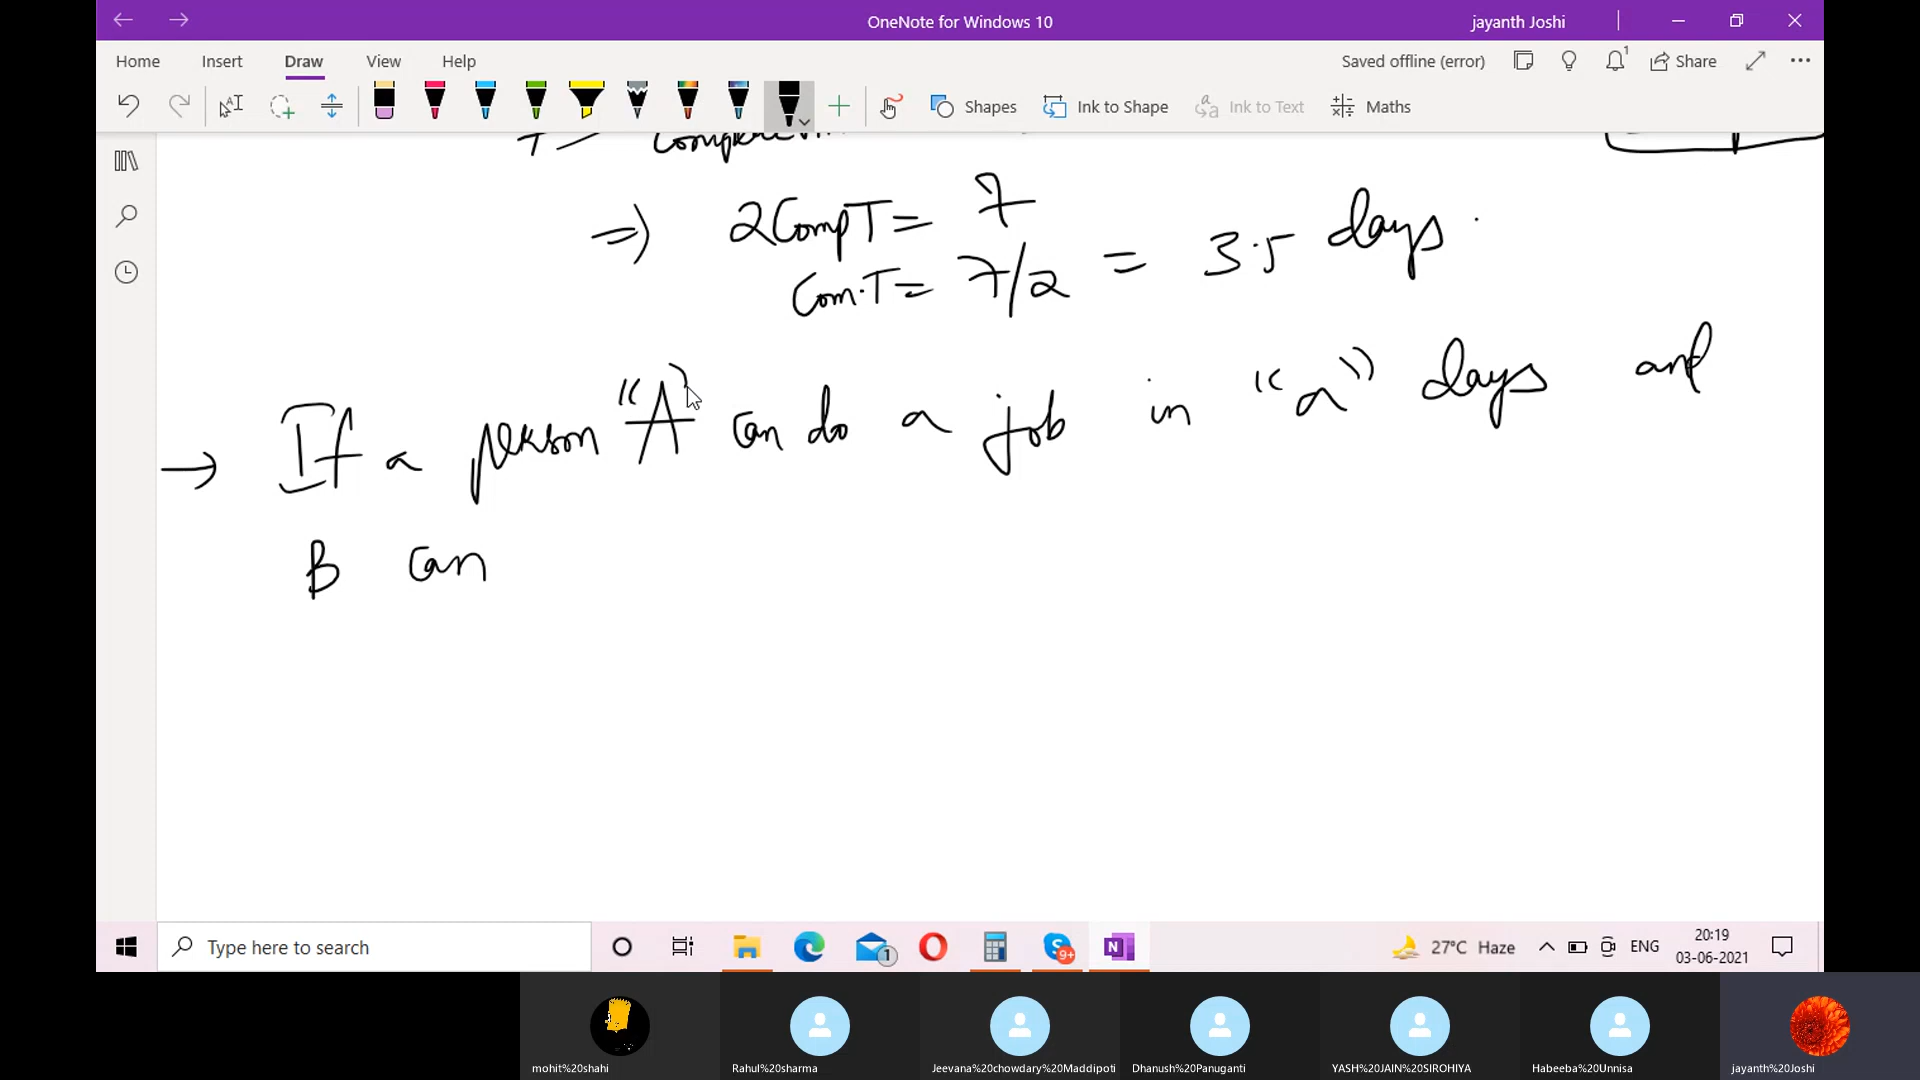 OneNote for Windows 10
jayanth Joshi
Home Insert Draw View Help
Saved offline (error) 1 Share
Shapes Ink to Shape Ink to Text Maths
⇒ 2CompT = 7
Com.T = 7/2 = 3.5 days.
→ If a person "A" can do a job in "a" days and
B can
Type here to search
1
9+
27°C Haze
ENG
20:19
03-06-2021
mohit%20shahi
Rahul%20sharma
Jeevana%20chowdary%20Maddipoti
Dhanush%20Panuganti
YASH%20JAIN%20SIROHIYA
Habeeba%20Unnisa
jayanth%20Joshi